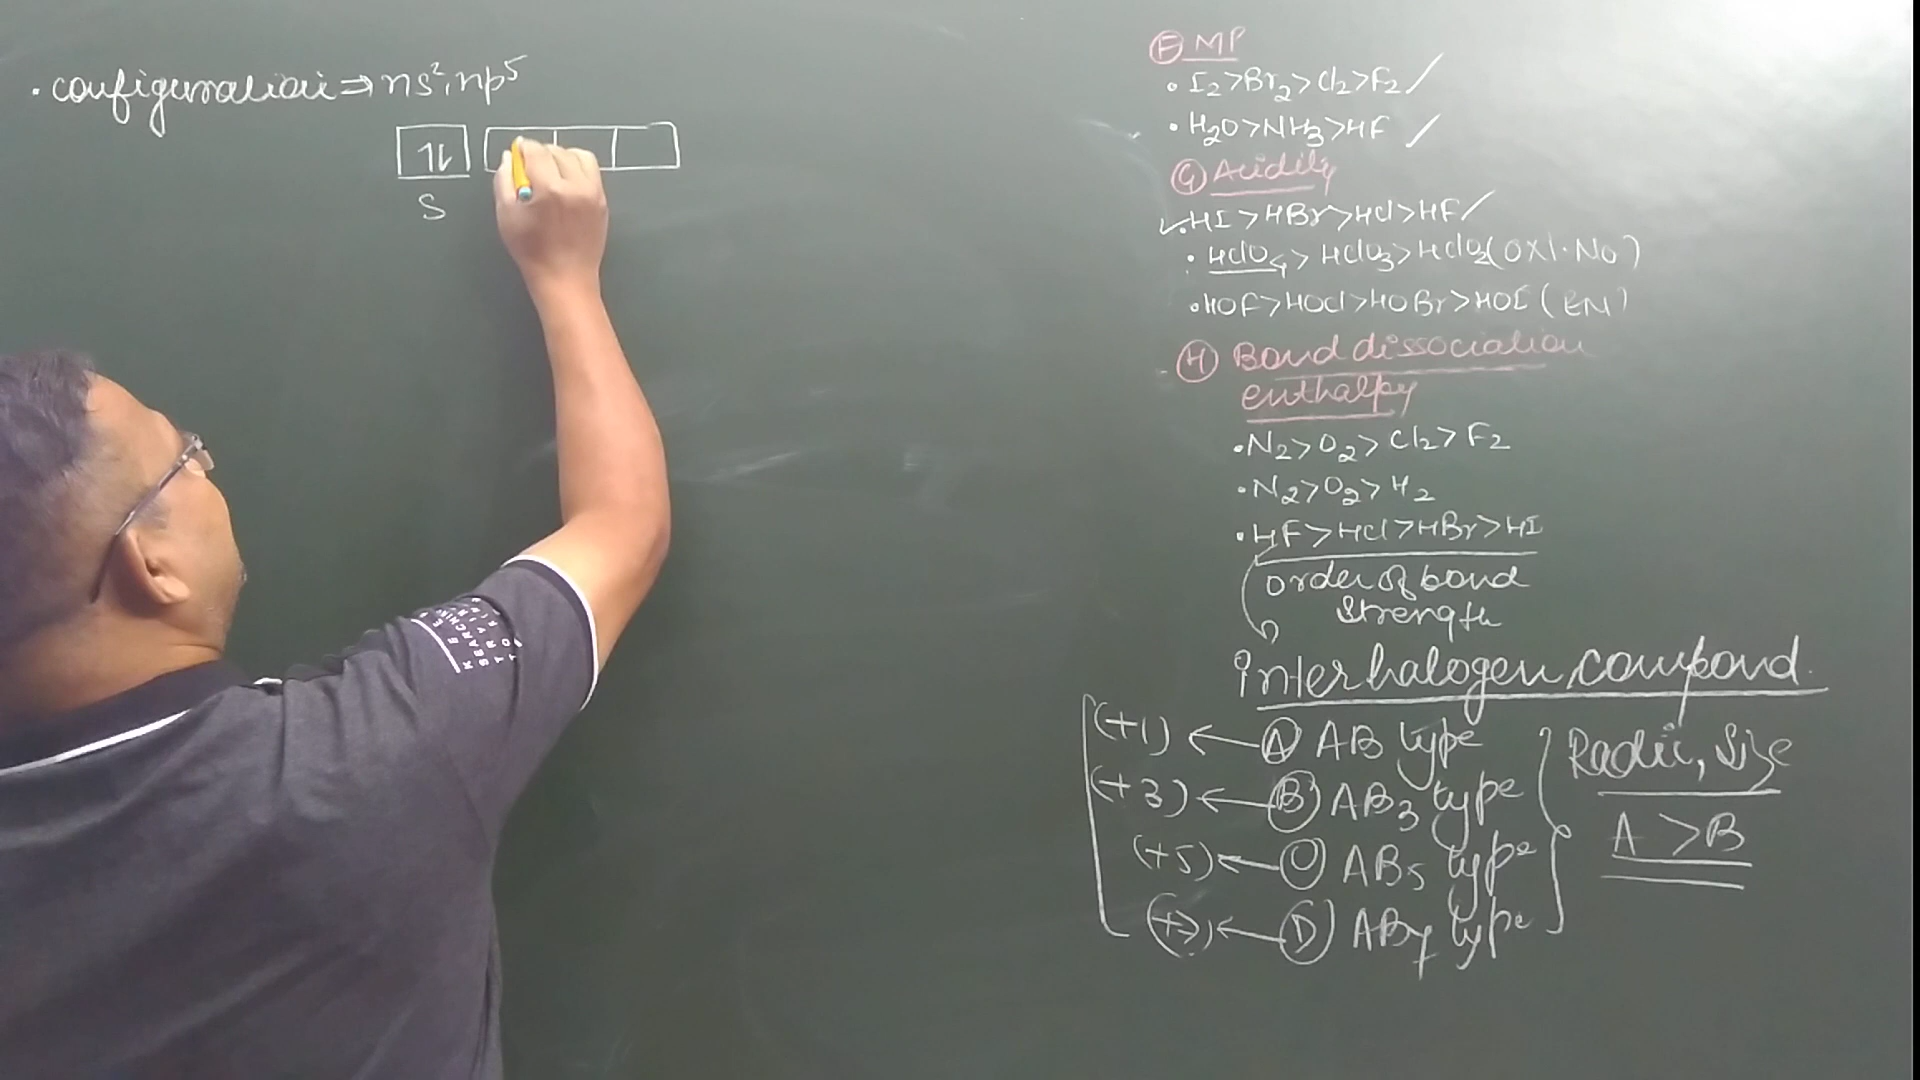 . configuration ⇒ ns², np⁵
1l
S
Ⓕ MP
• I₂>Br₂>Cl₂>F₂
• H₂O>NH₃>HF
Ⓖ Acidity
HI>HBr>HCl>HF
• HClO₄>HClO₃>HClO₂(OXI·NO)
• HOF>HOCl>HOBr>HOI (EN)
- Ⓗ Bond dissociation
enthalpy
• N₂>O₂>Cl₂>F₂
• N₂>O₂>H₂
• HF>HCl>HBr>HI
order of bond
strength
interhalogen compond.
(+1) ← Ⓐ AB type
(+3) ← Ⓑ AB₃ type
(+5) ← Ⓒ AB₅ type
← Ⓓ AB₇ type
Radii, Size
A > B